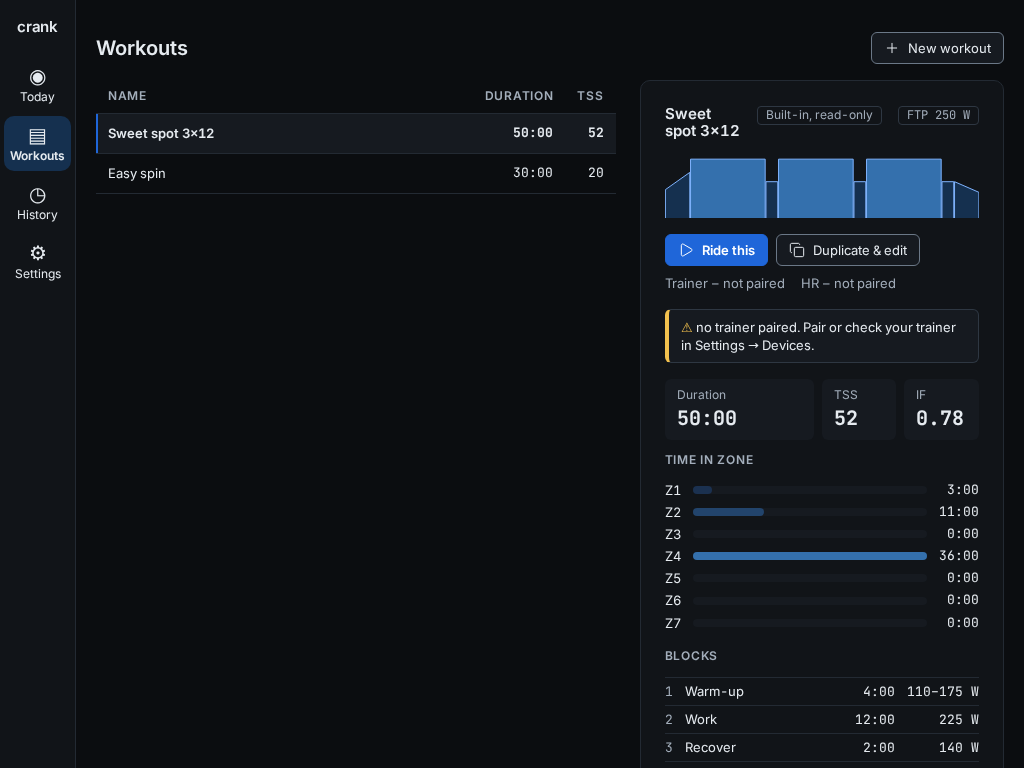 crank
Today
Workouts
History
Settings
Workouts
New workout
NAME DURATION TSS
Sweet spot 3×12 50:00 52
Easy spin 30:00 20
Sweet
spot 3×12
Built-in, read-only
FTP 250 W
Ride this
Duplicate & edit
Trainer – not paired HR – not paired
⚠ no trainer paired. Pair or check your trainer
in Settings → Devices.
Duration TSS IF
50:00 52 0.78
TIME IN ZONE
Z1 3:00
Z2 11:00
Z3 0:00
Z4 36:00
Z5 0:00
Z6 0:00
Z7 0:00
BLOCKS
1 Warm-up 4:00 110–175 W
2 Work 12:00 225 W
3 Recover 2:00 140 W